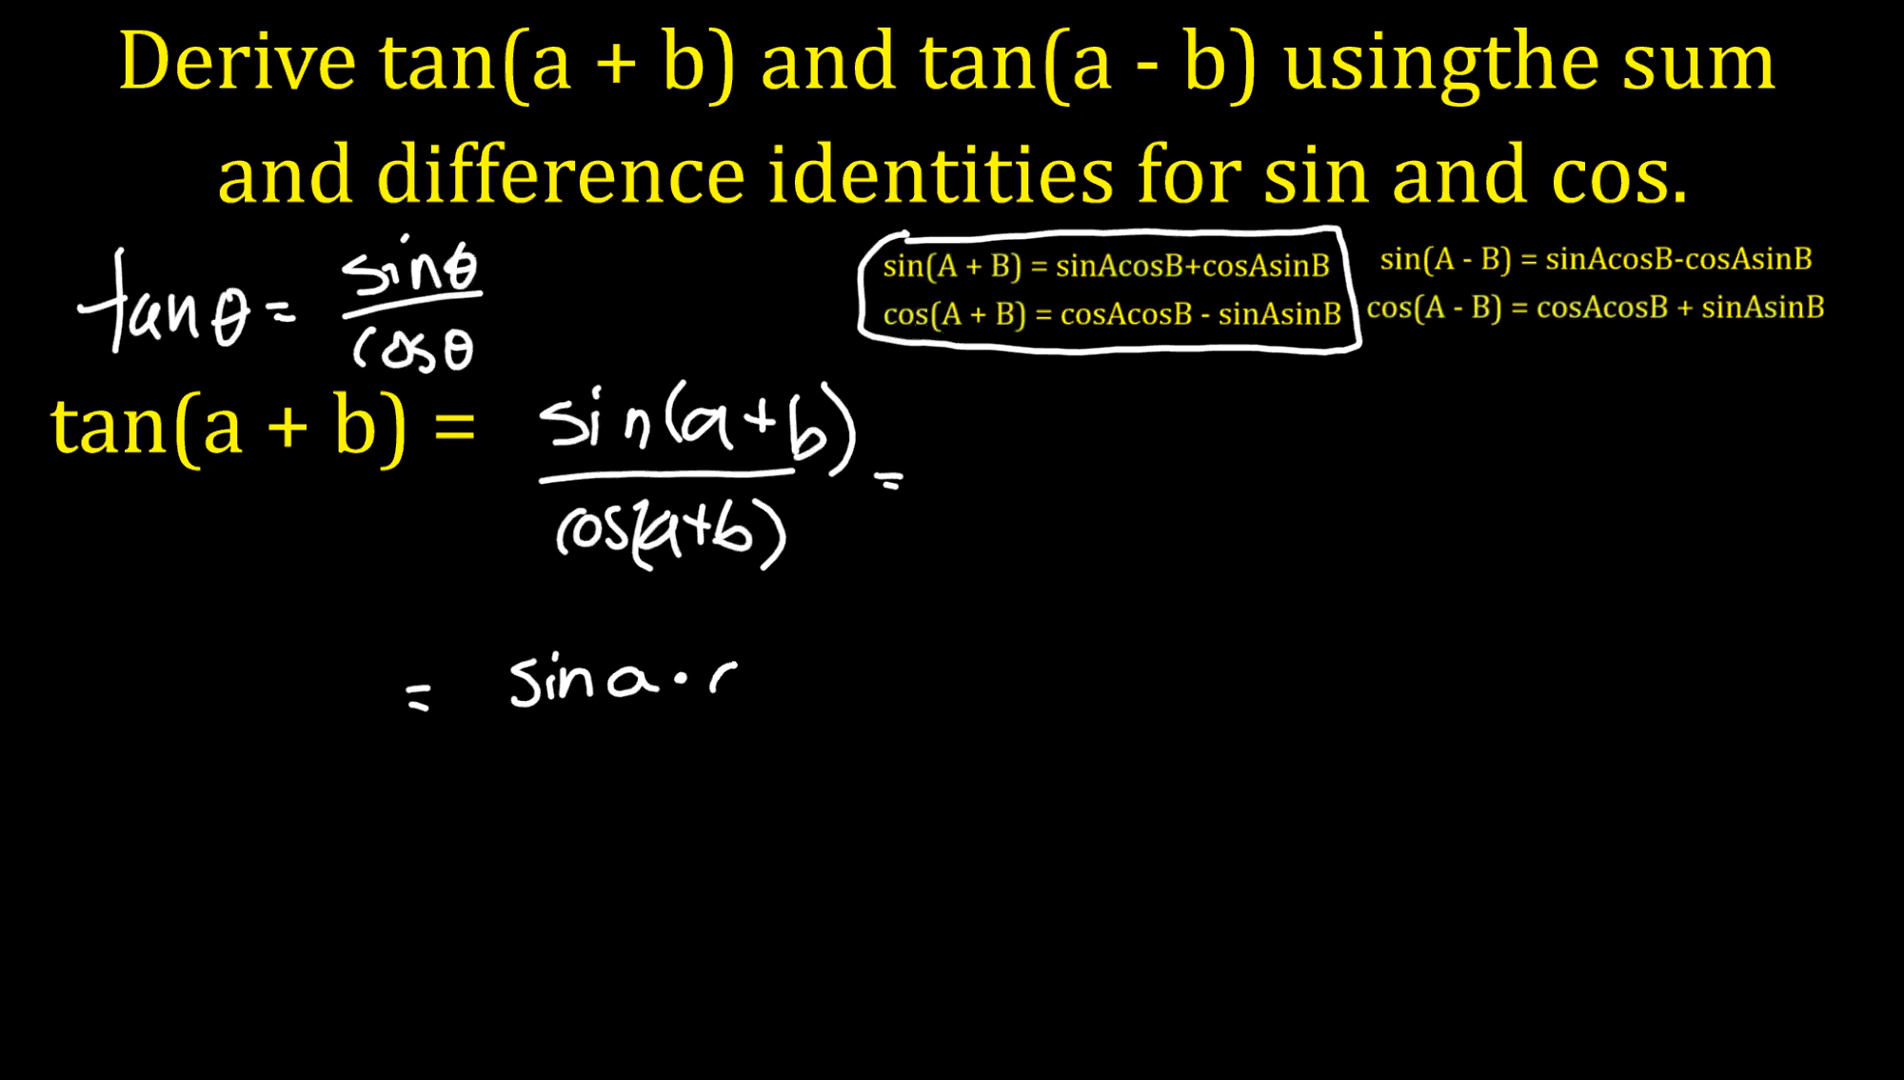 Derive tan(a + b) and tan(a - b) usingthe sum
and difference identities for sin and cos.
tanθ = sinθ / cosθ
sin(A + B) = sinAcosB+cosAsinB
cos(A + B) = cosAcosB - sinAsinB
sin(A - B) = sinAcosB-cosAsinB
cos(A - B) = cosAcosB + sinAsinB
tan(a + b) = sin(a+b) / cos(a+b) =
= sin a ·